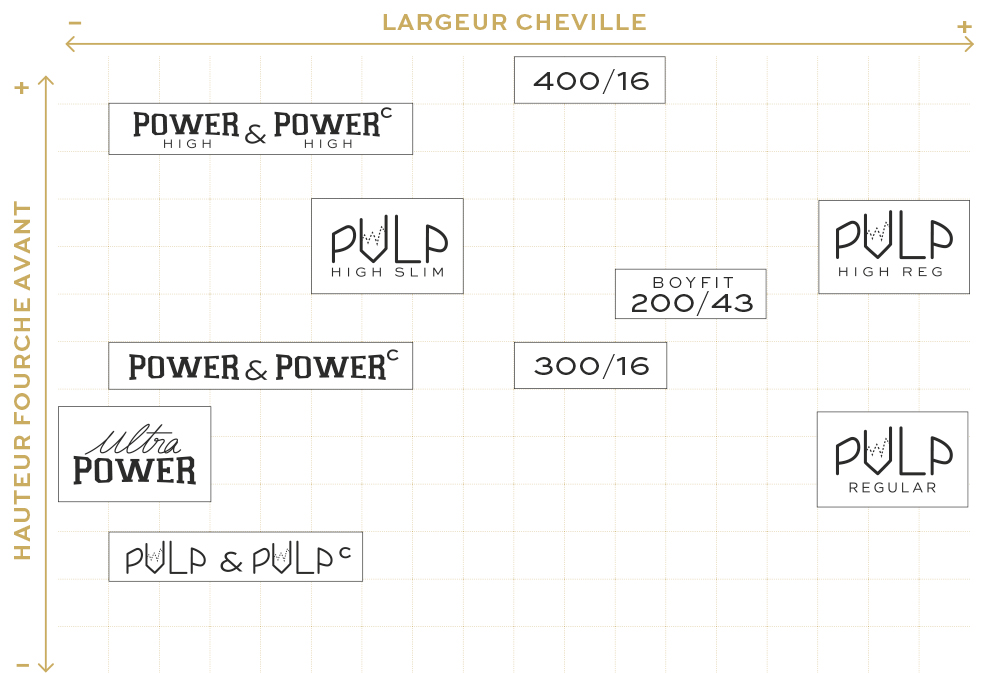 − LARGEUR CHEVILLE +
+
HAUTEUR FOURCHE AVANT
−
400/16
POWER & POWER C
HIGH HIGH
PULP
HIGH SLIM
PULP
HIGH REG
BOYFIT
200/43
POWER & POWER C
300/16
ultra
POWER
PULP
REGULAR
PULP & PULP C